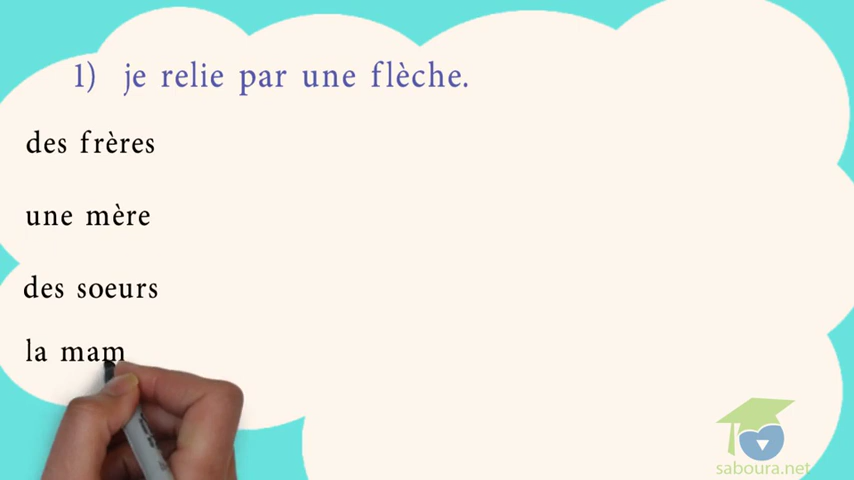 1) je relie par une flèche.
des frères
une mère
des soeurs
la mam
saboura.net